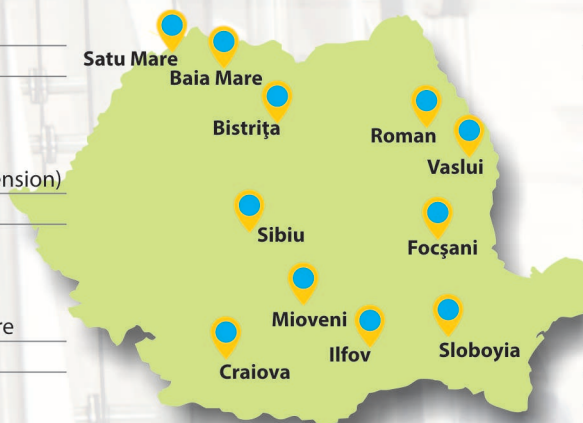 Satu Mare
Baia Mare
Bistriţa
Roman
Vaslui
ension)
Sibiu
Focşani
Mioveni
re
Ilfov
Sloboyia
Craiova